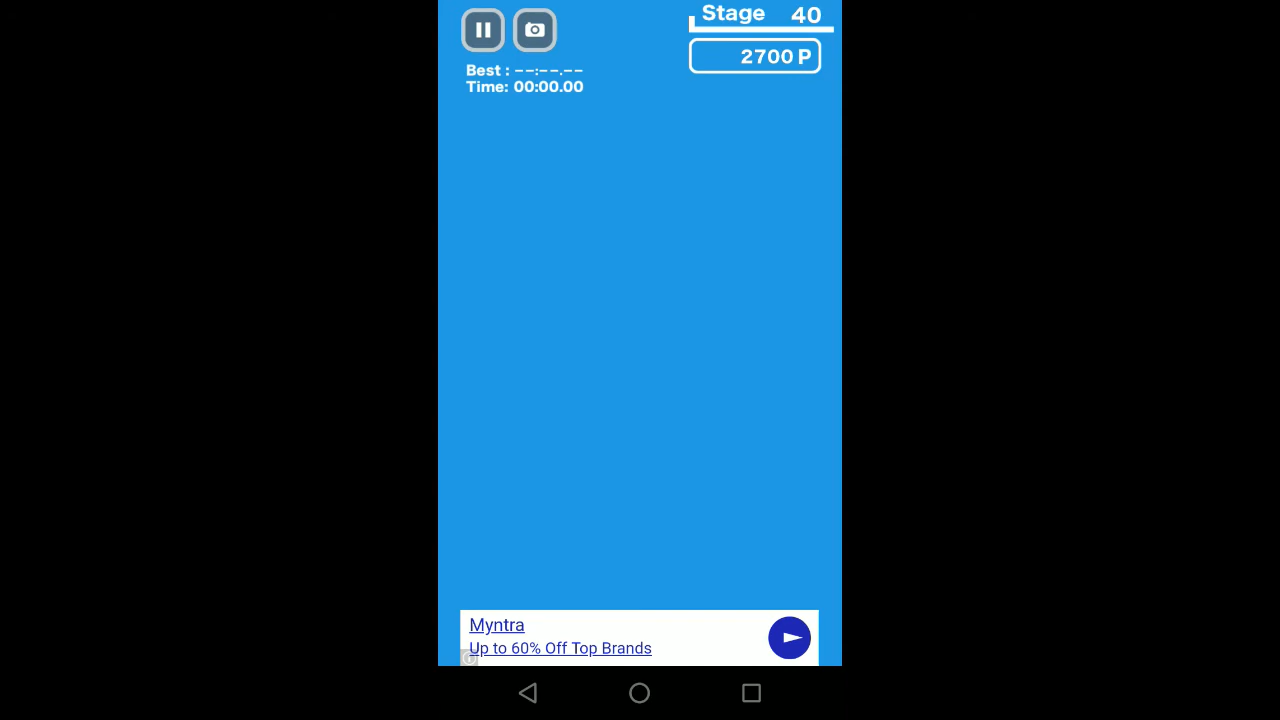 Stage 40
2700 P
Best : --:--.--
Time: 00:00.00
Myntra
Up to 60% Off Top Brands